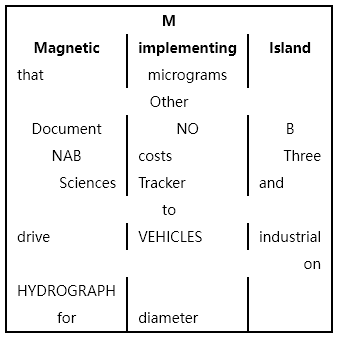 M
Magnetic implementing Island
that micrograms
Other
Document NO B
NAB costs Three
Sciences Tracker and
to
drive VEHICLES industrial
on
HYDROGRAPH
for diameter